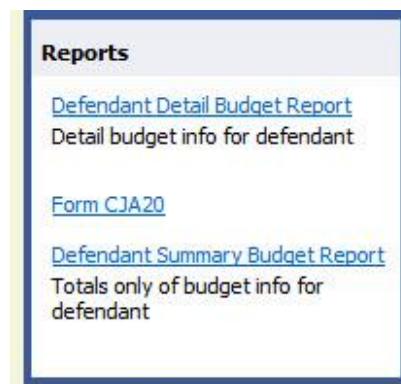 Reports
Defendant Detail Budget Report
Detail budget info for defendant
Form CJA20
Defendant Summary Budget Report
Totals only of budget info for
defendant